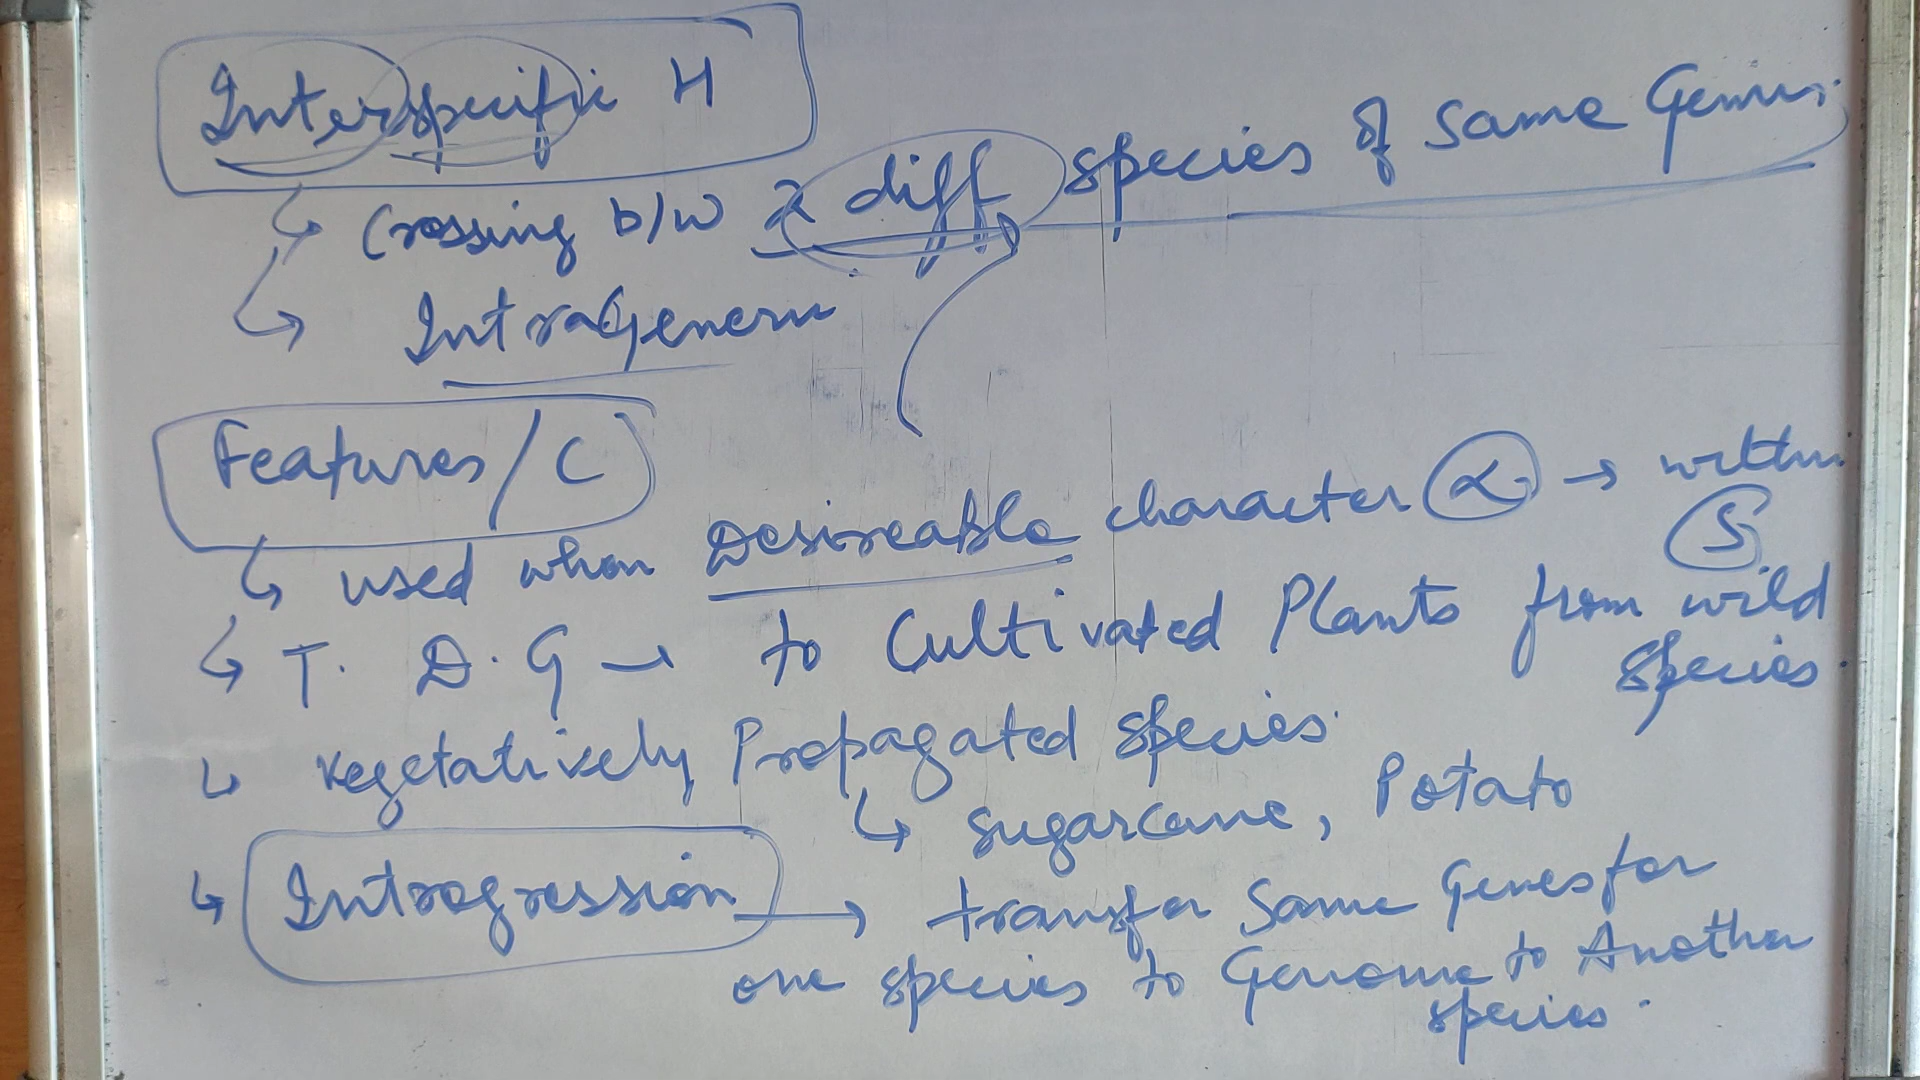 Interspecific H
↳ Crossing b/w 2 diff species of same Genus.
↳ IntraGeneric
Features/C
↳ used when Desireable character α → within S
↳ T. D. G → to Cultivated Plants from wild species.
↳ Vegetatively Propagated species.
↳ Sugarcane, Potato
↳ Introgression → transfer Some Genes for
one species to Genome to Another
species.